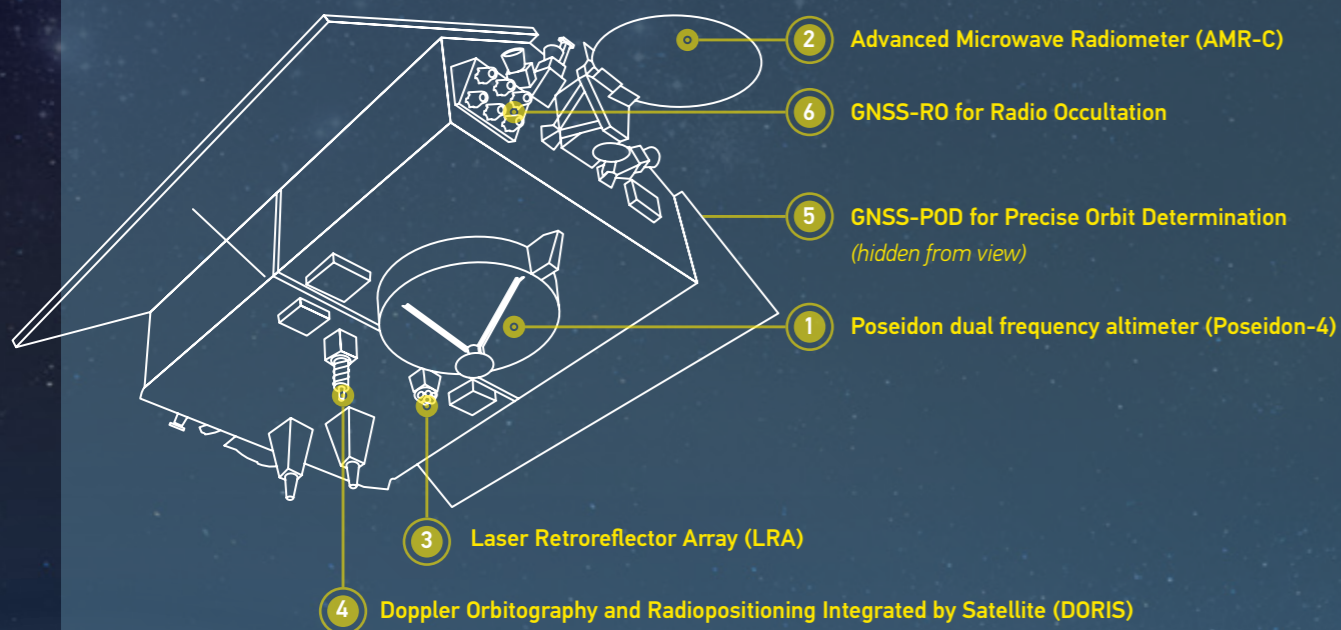 2 Advanced Microwave Radiometer (AMR-C)
6 GNSS-RO for Radio Occultation
5 GNSS-POD for Precise Orbit Determination
(hidden from view)
1 Poseidon dual frequency altimeter (Poseidon-4)
3 Laser Retroreflector Array (LRA)
4 Doppler Orbitography and Radiopositioning Integrated by Satellite (DORIS)